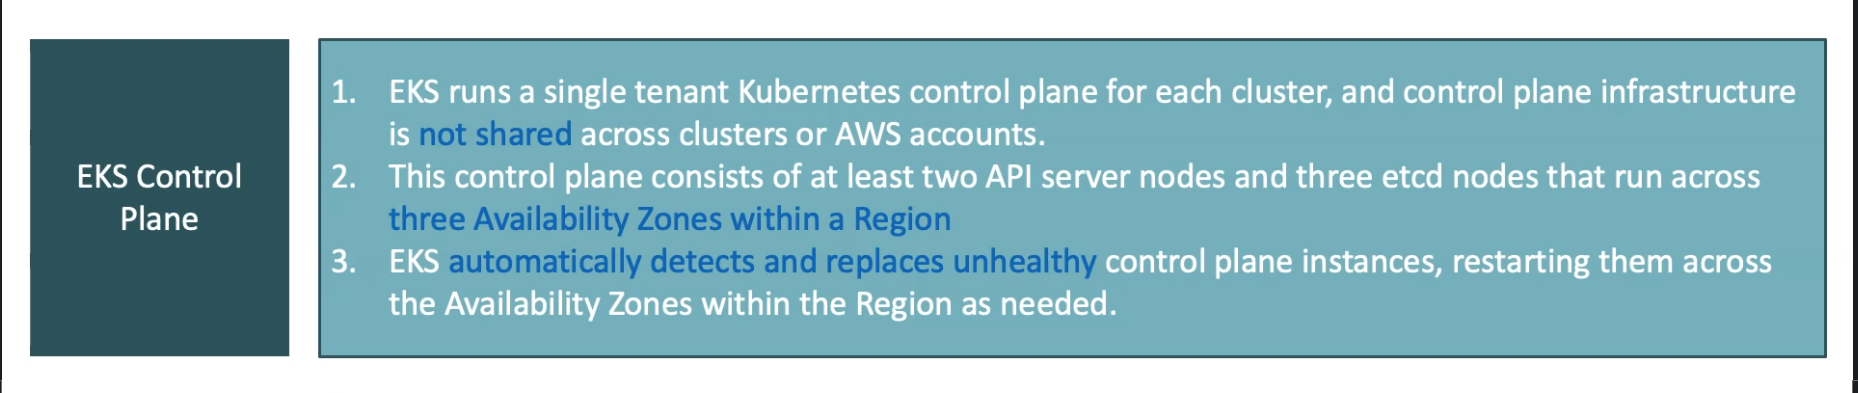 EKS Control
Plane
1. EKS runs a single tenant Kubernetes control plane for each cluster, and control plane infrastructure
is not shared across clusters or AWS accounts.
2. This control plane consists of at least two API server nodes and three etcd nodes that run across
three Availability Zones within a Region
3. EKS automatically detects and replaces unhealthy control plane instances, restarting them across
the Availability Zones within the Region as needed.